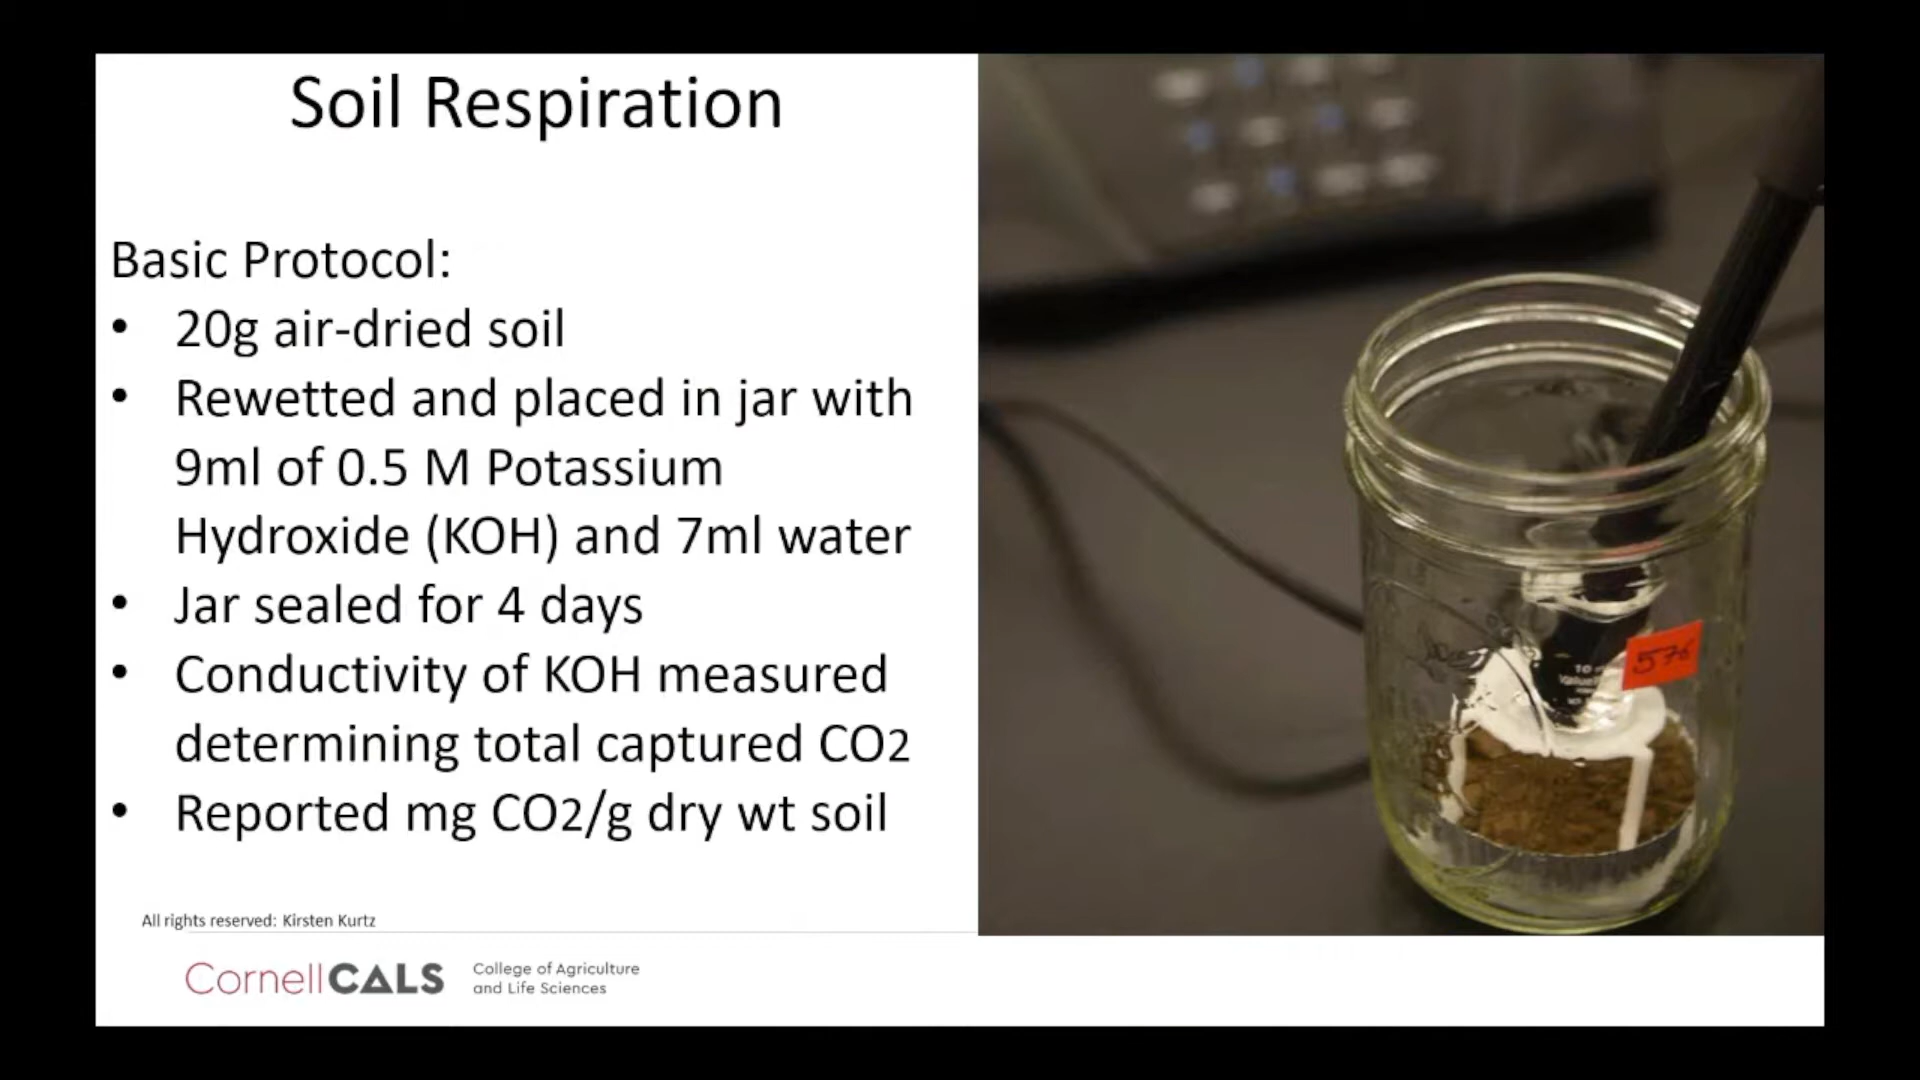 Soil Respiration
Basic Protocol:
• 20g air-dried soil
• Rewetted and placed in jar with
9ml of 0.5 M Potassium
Hydroxide (KOH) and 7ml water
• Jar sealed for 4 days
• Conductivity of KOH measured
determining total captured CO2
• Reported mg CO2/g dry wt soil
All rights reserved: Kirsten Kurtz
CornellCALS
College of Agriculture
and Life Sciences
576
10